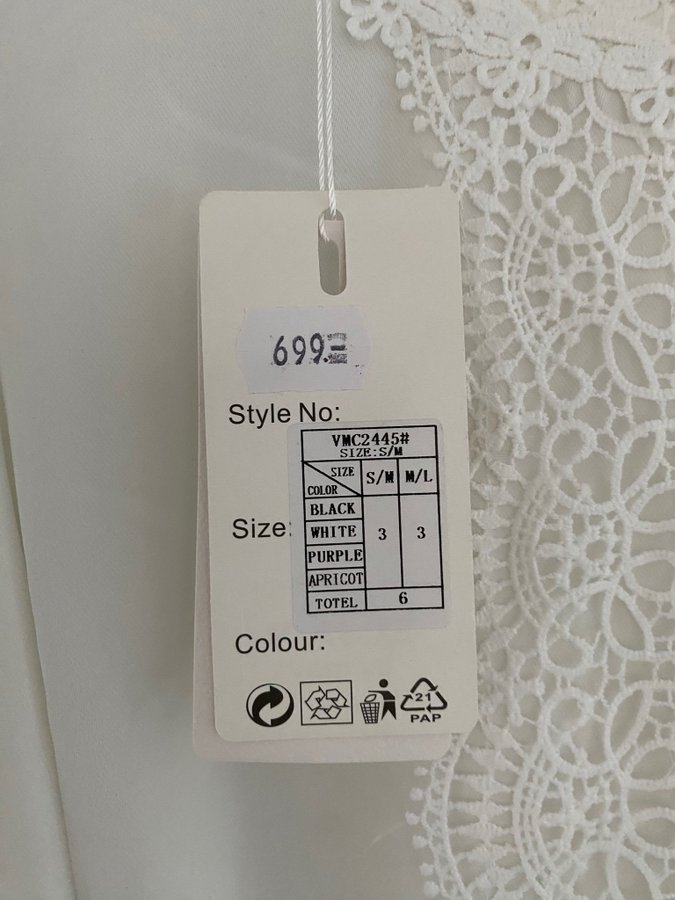 699.=
Style No:
VMC2445#
SIZE:S/M
SIZE
COLOR
S/M M/L
BLACK
WHITE 3 3
PURPLE
APRICOT
TOTEL 6
Size:
Colour:
21
PAP